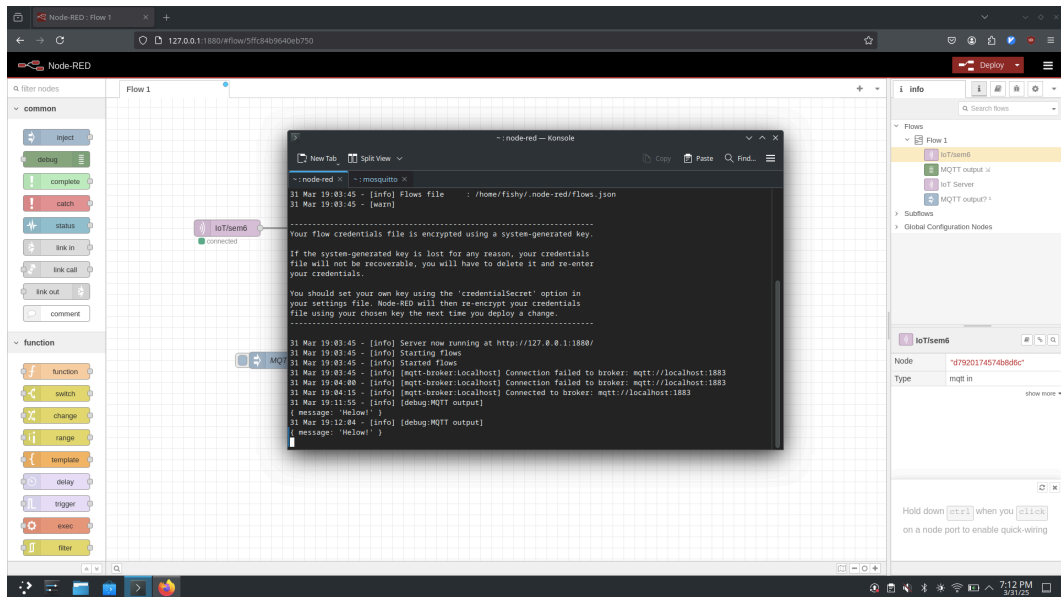 Node-RED : Flow 1
127.0.0.1:1880/#flow/5ffc84b9640eb750
Node-RED
Deploy
filter nodes
Flow 1
info
Search flows
common
inject
debug
complete
catch
status
link in
link call
link out
comment
function
function
switch
change
range
template
delay
trigger
exec
filter
IoT/sem6
connected
MQT
~ : node-red — Konsole
New Tab
Split View
Copy
Paste
Find...
~ : node-red
~ : mosquitto
31 Mar 19:03:45 - [info] Flows file     : /home/fishy/.node-red/flows.json
31 Mar 19:03:45 - [warn]
---------------------------------------------------------------------
Your flow credentials file is encrypted using a system-generated key.
If the system-generated key is lost for any reason, your credentials
file will not be recoverable, you will have to delete it and re-enter
your credentials.
You should set your own key using the 'credentialSecret' option in
your settings file. Node-RED will then re-encrypt your credentials
file using your chosen key the next time you deploy a change.
---------------------------------------------------------------------
31 Mar 19:03:45 - [info] Server now running at http://127.0.0.1:1880/
31 Mar 19:03:45 - [info] Starting flows
31 Mar 19:03:45 - [info] Started flows
31 Mar 19:03:45 - [info] [mqtt-broker:Localhost] Connection failed to broker: mqtt://localhost:1883
31 Mar 19:04:00 - [info] [mqtt-broker:Localhost] Connection failed to broker: mqtt://localhost:1883
31 Mar 19:04:15 - [info] [mqtt-broker:Localhost] Connected to broker: mqtt://localhost:1883
31 Mar 19:11:55 - [info] [debug:MQTT output]
{ message: 'Helow!' }
31 Mar 19:12:04 - [info] [debug:MQTT output]
{ message: 'Helow!' }
Flows
Flow 1
IoT/sem6
MQTT output
IoT Server
MQTT output? ¹
Subflows
Global Configuration Nodes
IoT/sem6
Node "d7920174574b8d6c"
Type mqtt in
show more
Hold down ctrl when you click
on a node port to enable quick-wiring
7:12 PM
3/31/25